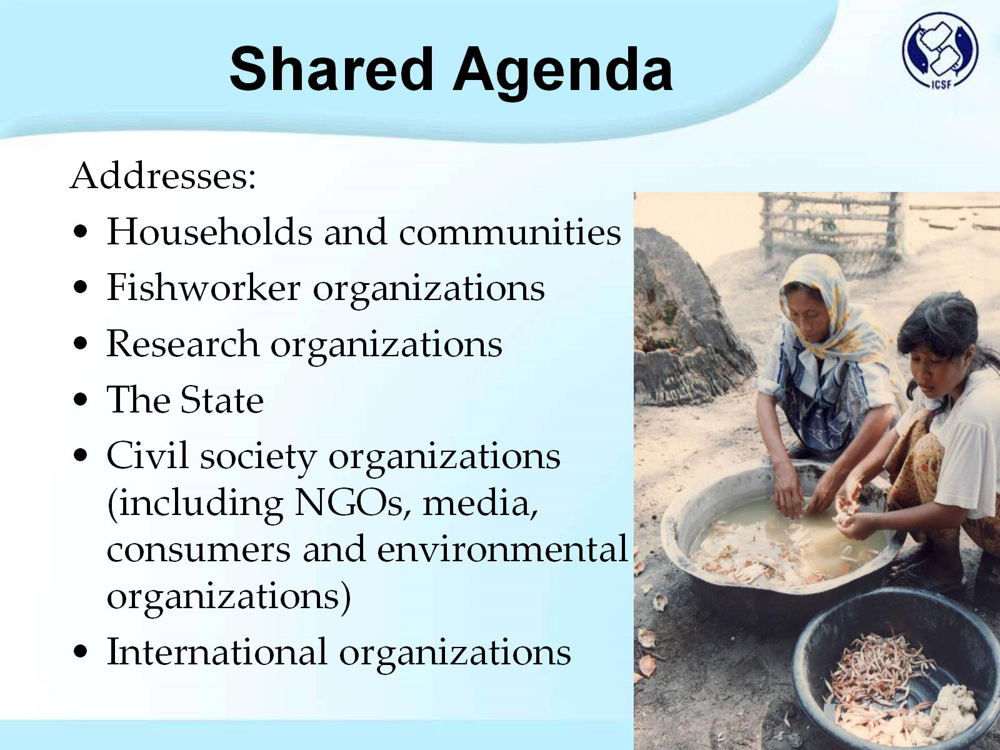 Shared Agenda
ICSF
Addresses:
• Households and communities
• Fishworker organizations
• Research organizations
• The State
• Civil society organizations
(including NGOs, media,
consumers and environmental
organizations)
• International organizations